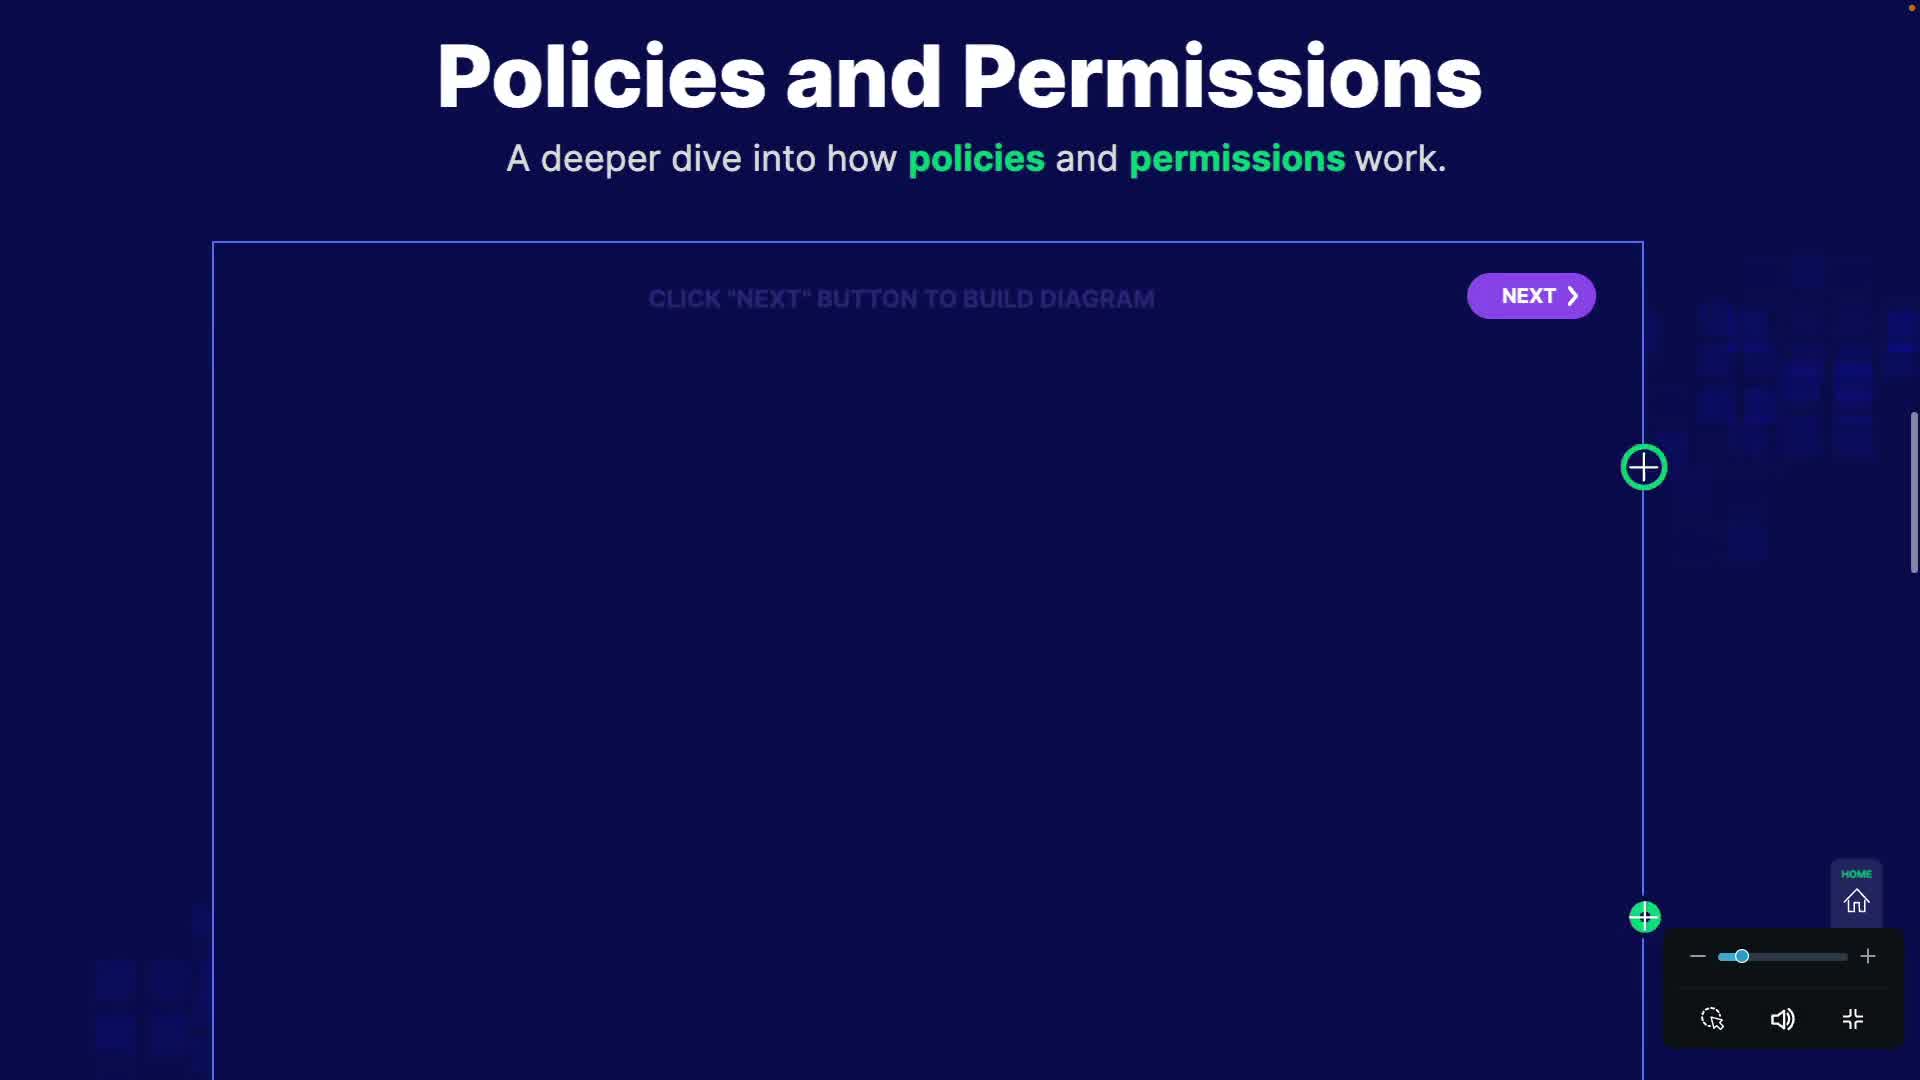 Policies and Permissions
A deeper dive into how policies and permissions work.
CLICK "NEXT" BUTTON TO BUILD DIAGRAM
NEXT
HOME